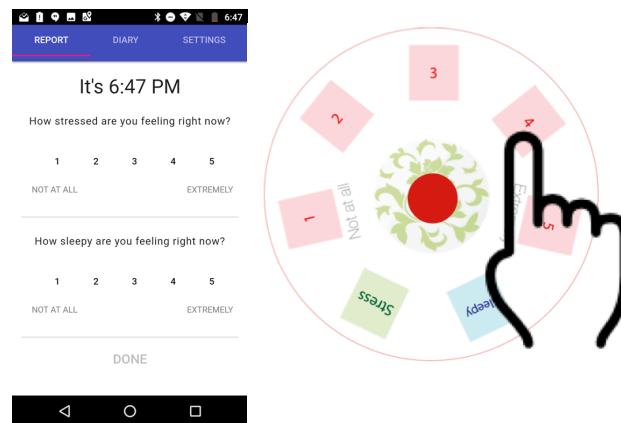 6:47
REPORT DIARY SETTINGS
It's 6:47 PM
How stressed are you feeling right now?
1 2 3 4 5
NOT AT ALL EXTREMELY
How sleepy are you feeling right now?
1 2 3 4 5
NOT AT ALL EXTREMELY
DONE
1
2
3
4
5
Not at all
Stress